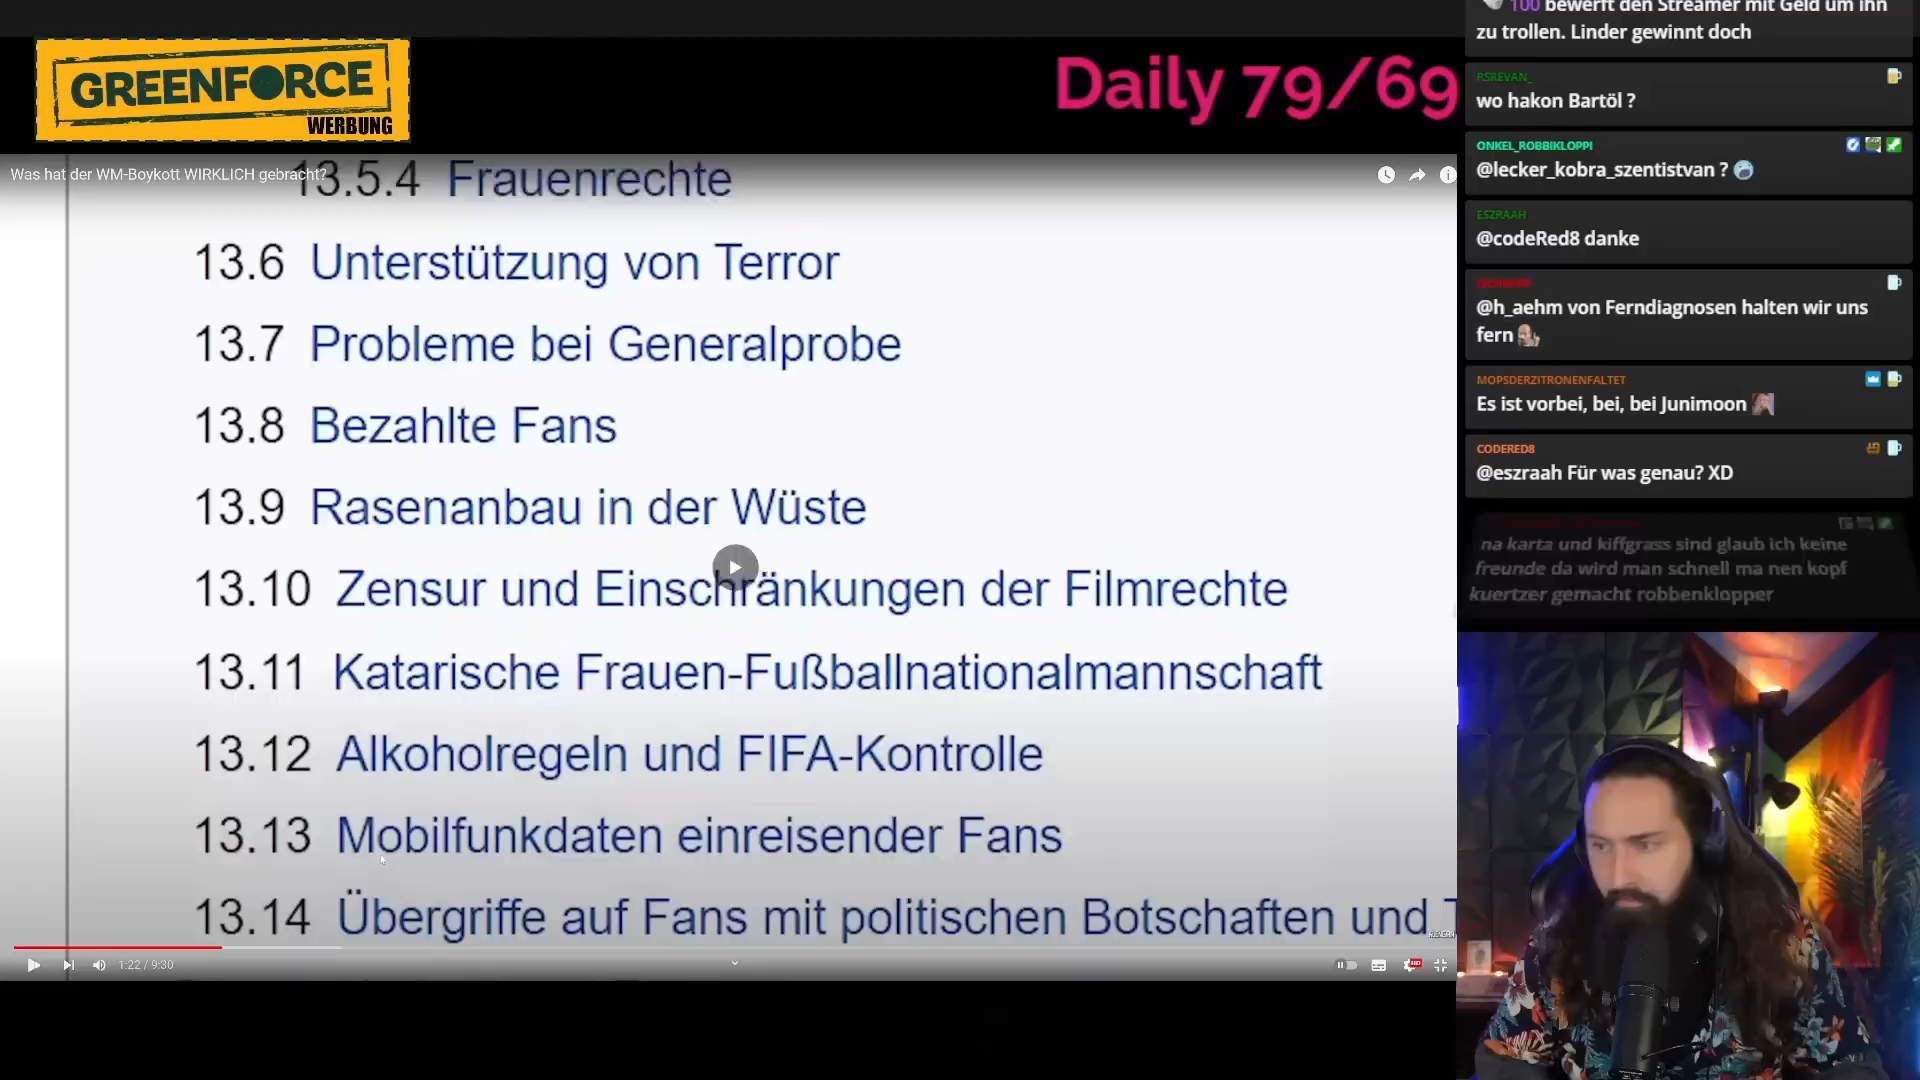 GREENFORCE
WERBUNG
Daily 79/69
Was hat der WM-Boykott WIRKLICH gebracht?
13.5.4 Frauenrechte
13.6 Unterstützung von Terror
13.7 Probleme bei Generalprobe
13.8 Bezahlte Fans
13.9 Rasenanbau in der Wüste
13.10 Zensur und Einschränkungen der Filmrechte
13.11 Katarische Frauen-Fußballnationalmannschaft
13.12 Alkoholregeln und FIFA-Kontrolle
13.13 Mobilfunkdaten einreisender Fans
13.14 Übergriffe auf Fans mit politischen Botschaften und
1:22 / 9:30
100 bewerft den Streamer mit Geld um ihn
zu trollen. Linder gewinnt doch
RSREVAN_
wo hakon Bartöl ?
ONKEL_ROBBIKLOPPI
@lecker_kobra_szentistvan ?
ESZRAAH
@codeRed8 danke
@h_aehm von Ferndiagnosen halten wir uns
fern
MOPSDERZITRONENFALTET
Es ist vorbei, bei, bei Junimoon
CODERED8
@eszraah Für was genau? XD
na karta und kiffgrass sind glaub ich keine
freunde da wird man schnell ma nen kopf
kuertzer gemacht robbenklopper